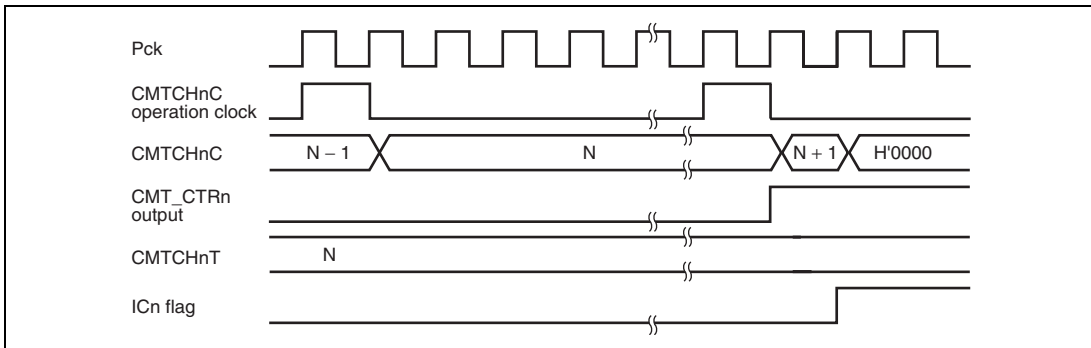 Pck
CMTCHnC
operation clock
CMTCHnC
N – 1
N
N + 1
H'0000
CMT_CTRn
output
CMTCHnT
N
ICn flag